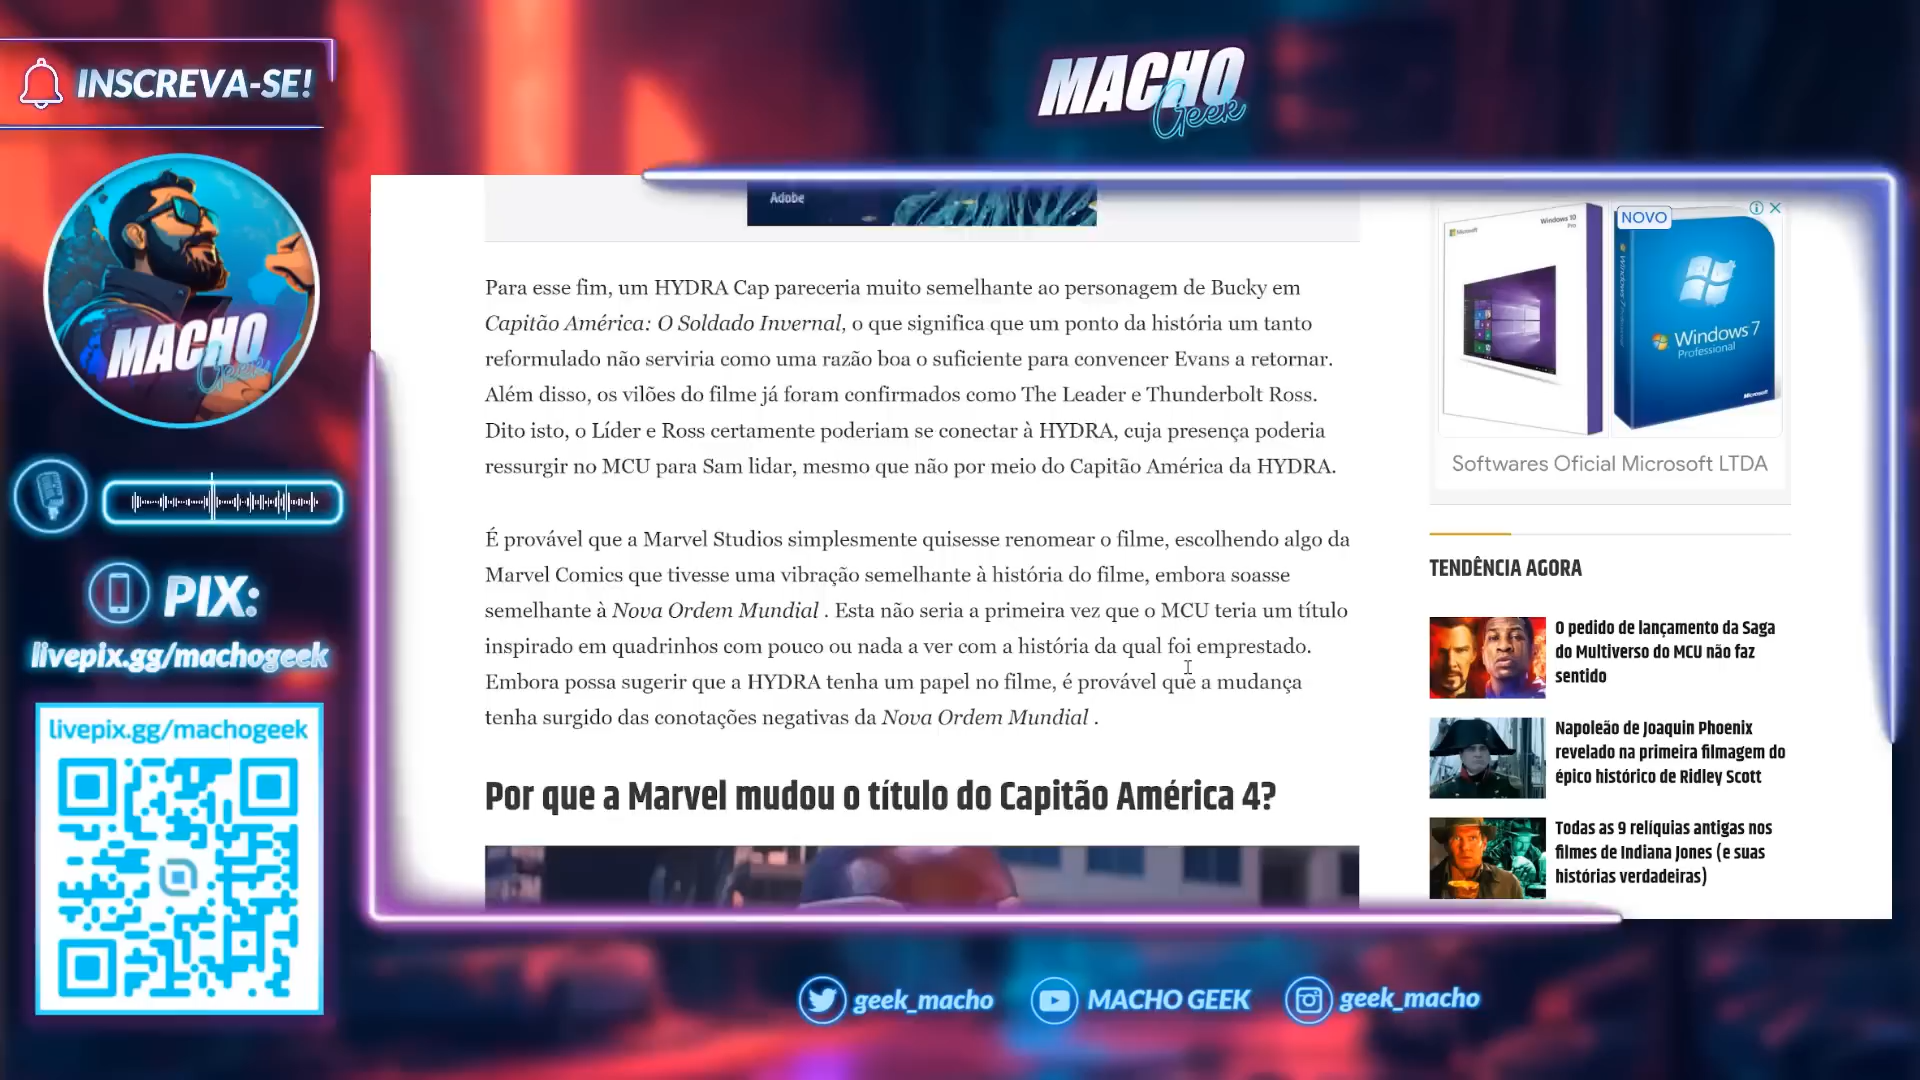 INSCREVA-SE!
MACHO
Geek
MACHO
Geek
PIX:
livepix.gg/machogeek
livepix.gg/machogeek
Adobe
Para esse fim, um HYDRA Cap pareceria muito semelhante ao personagem de Bucky em
Capitão América: O Soldado Invernal, o que significa que um ponto da história um tanto
reformulado não serviria como uma razão boa o suficiente para convencer Evans a retornar.
Além disso, os vilões do filme já foram confirmados como The Leader e Thunderbolt Ross.
Dito isto, o Líder e Ross certamente poderiam se conectar à HYDRA, cuja presença poderia
ressurgir no MCU para Sam lidar, mesmo que não por meio do Capitão América da HYDRA.
É provável que a Marvel Studios simplesmente quisesse renomear o filme, escolhendo algo da
Marvel Comics que tivesse uma vibração semelhante à história do filme, embora soasse
semelhante à Nova Ordem Mundial . Esta não seria a primeira vez que o MCU teria um título
inspirado em quadrinhos com pouco ou nada a ver com a história da qual foi emprestado.
Embora possa sugerir que a HYDRA tenha um papel no filme, é provável que a mudança
tenha surgido das conotações negativas da Nova Ordem Mundial .
Por que a Marvel mudou o título do Capitão América 4?
Microsoft
Windows 10
Pro
NOVO
Windows 7 Professional
Windows 7
Professional
Microsoft
Softwares Oficial Microsoft LTDA
TENDÊNCIA AGORA
O pedido de lançamento da Saga
do Multiverso do MCU não faz
sentido
Napoleão de Joaquin Phoenix
revelado na primeira filmagem do
épico histórico de Ridley Scott
Todas as 9 relíquias antigas nos
filmes de Indiana Jones (e suas
histórias verdadeiras)
geek_macho
MACHO GEEK
geek_macho